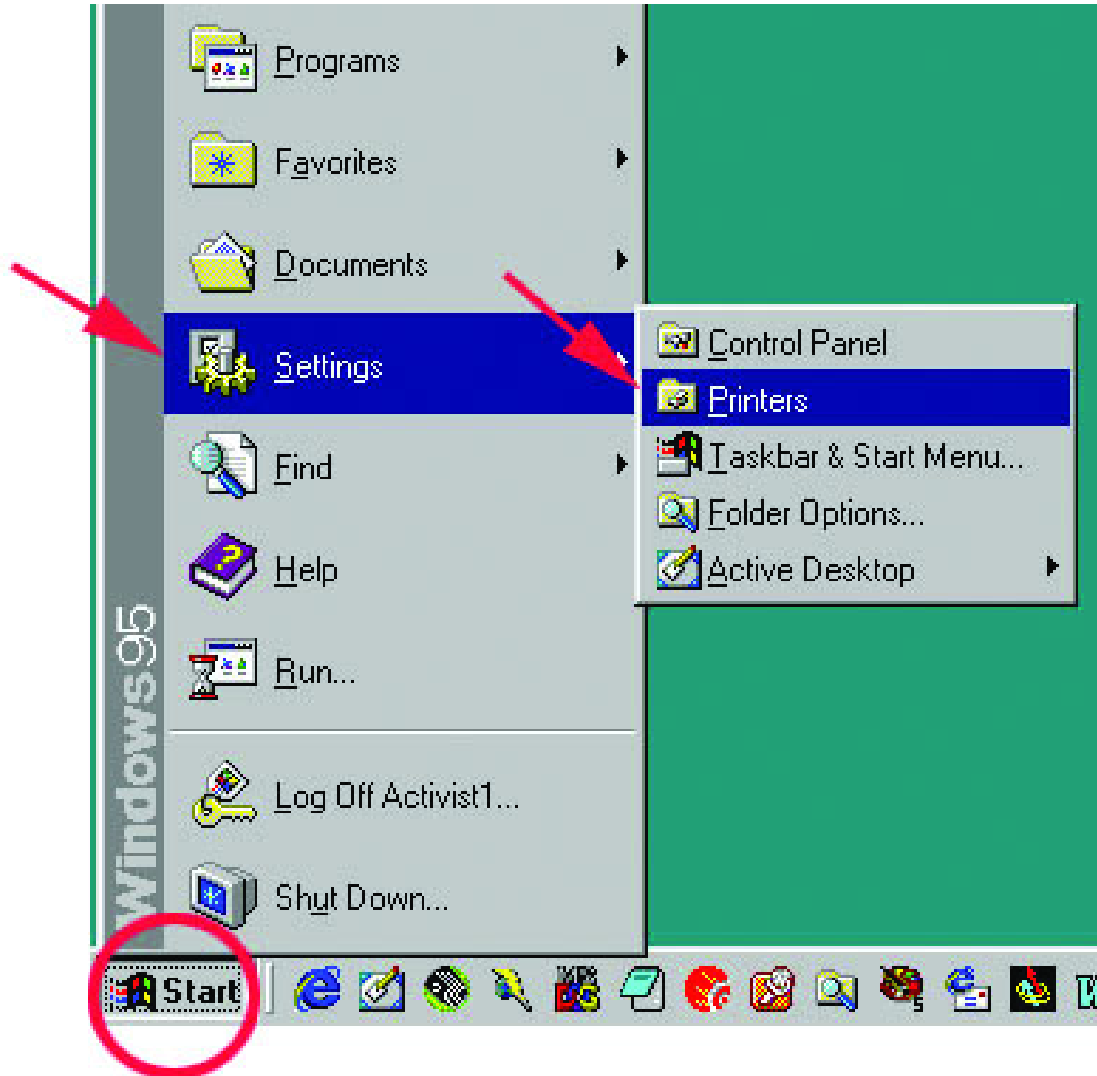 Programs
Favorites
Documents
Settings
Find
Help
Run...
Log Off Activist1...
Shut Down...
Control Panel
Printers
Taskbar & Start Menu...
Folder Options...
Active Desktop
Windows95
Start